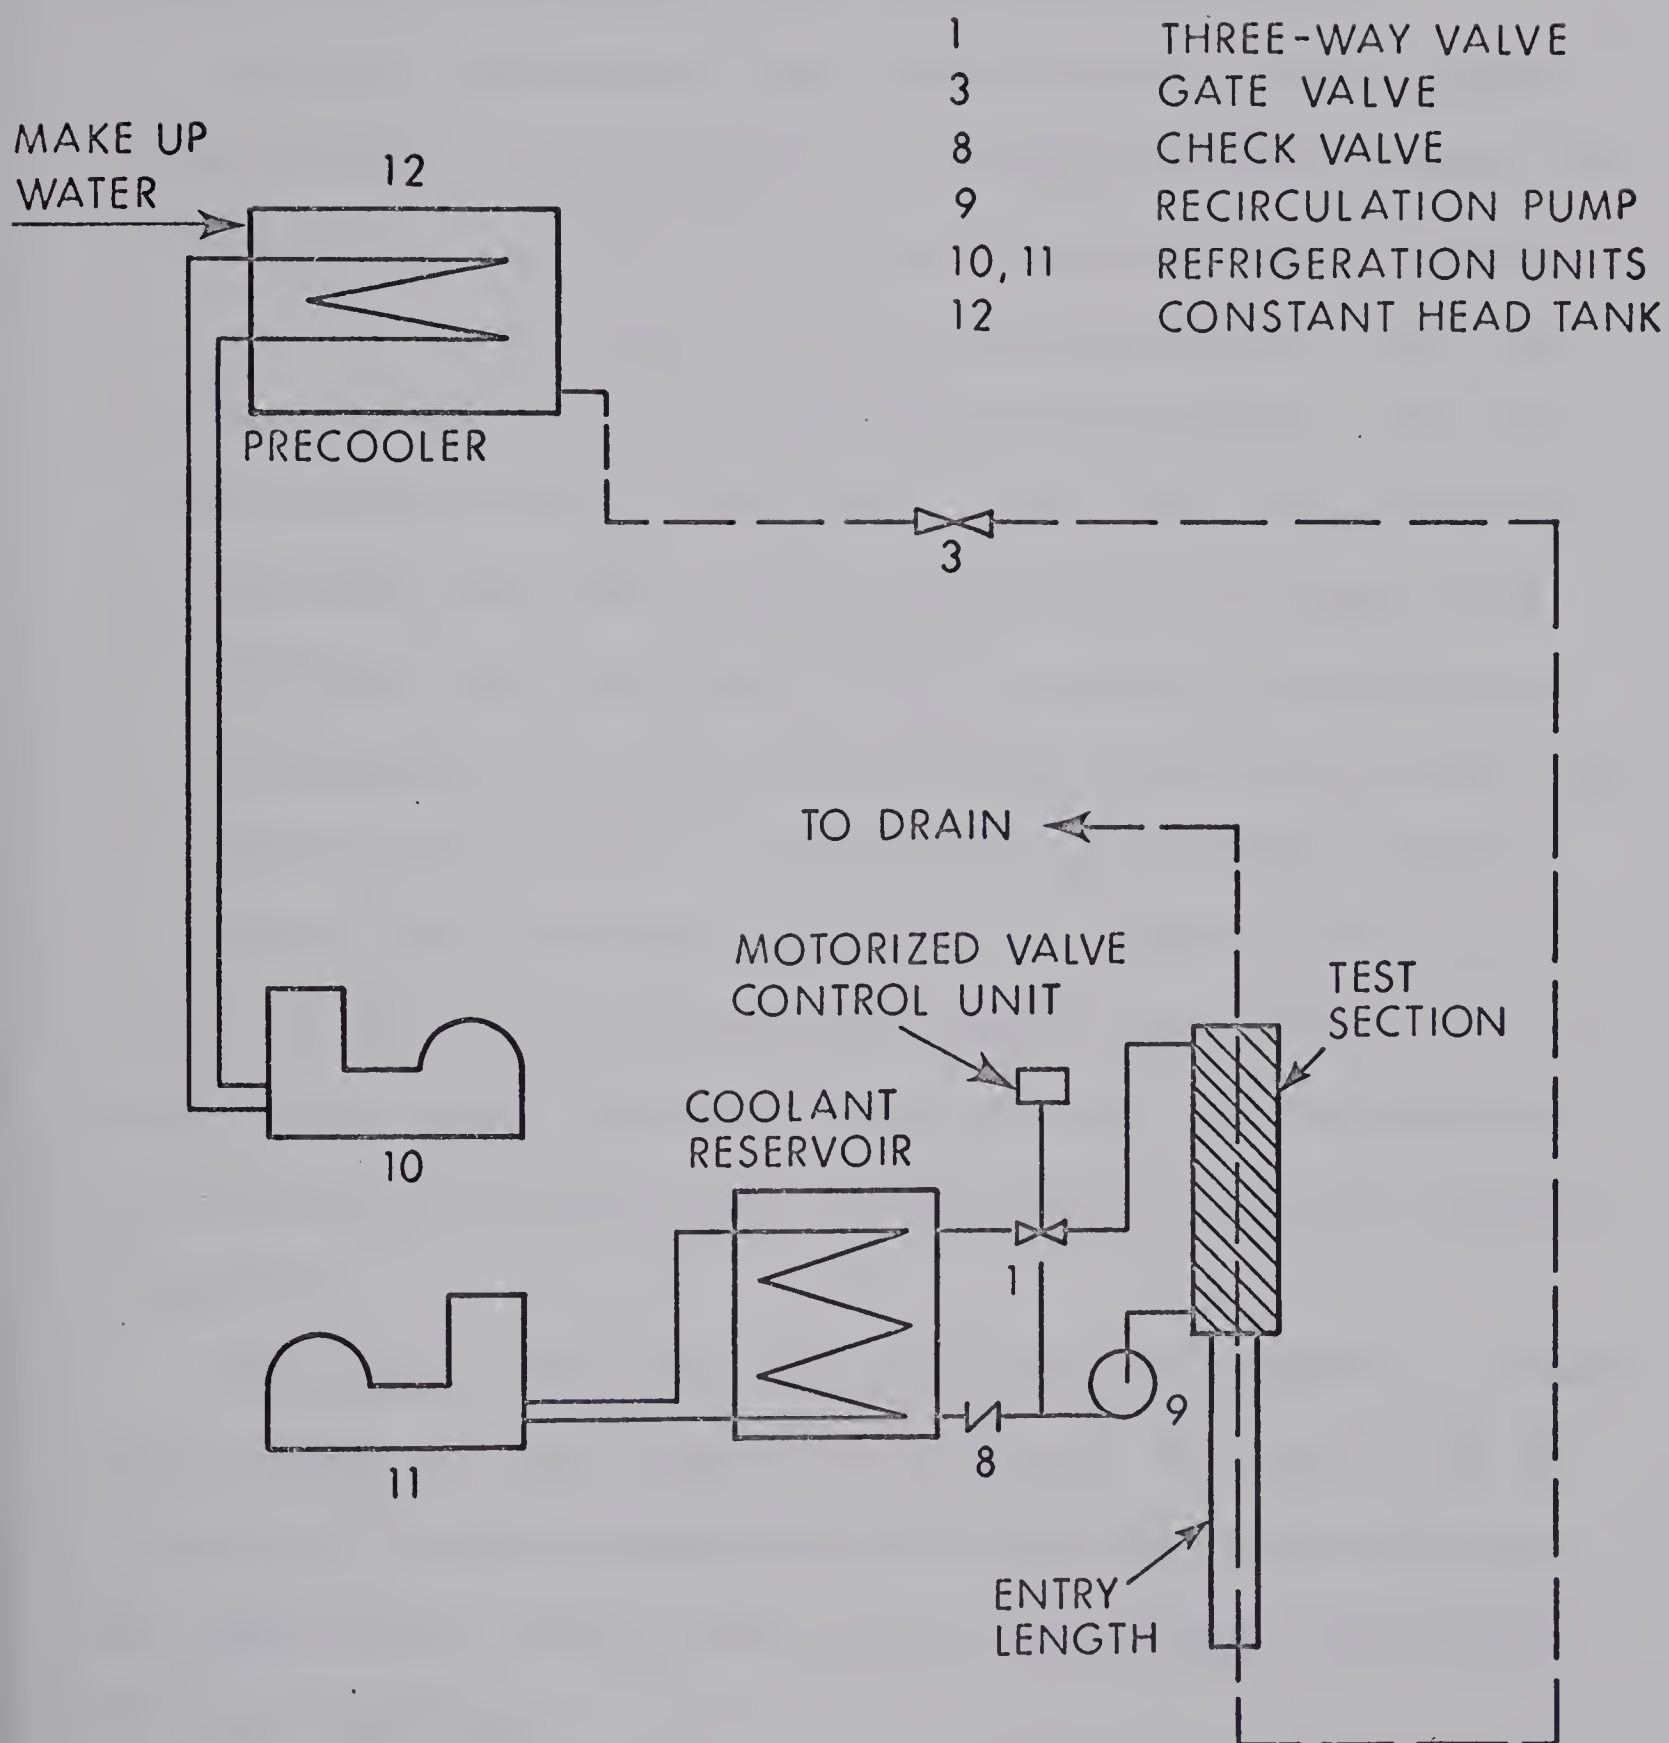 1 THREE-WAY VALVE
3 GATE VALVE
8 CHECK VALVE
9 RECIRCULATION PUMP
10, 11 REFRIGERATION UNITS
12 CONSTANT HEAD TANK
MAKE UP
WATER
12
PRECOOLER
3
TO DRAIN
MOTORIZED VALVE
CONTROL UNIT
TEST
SECTION
COOLANT
RESERVOIR
10
1
9
8
11
ENTRY
LENGTH